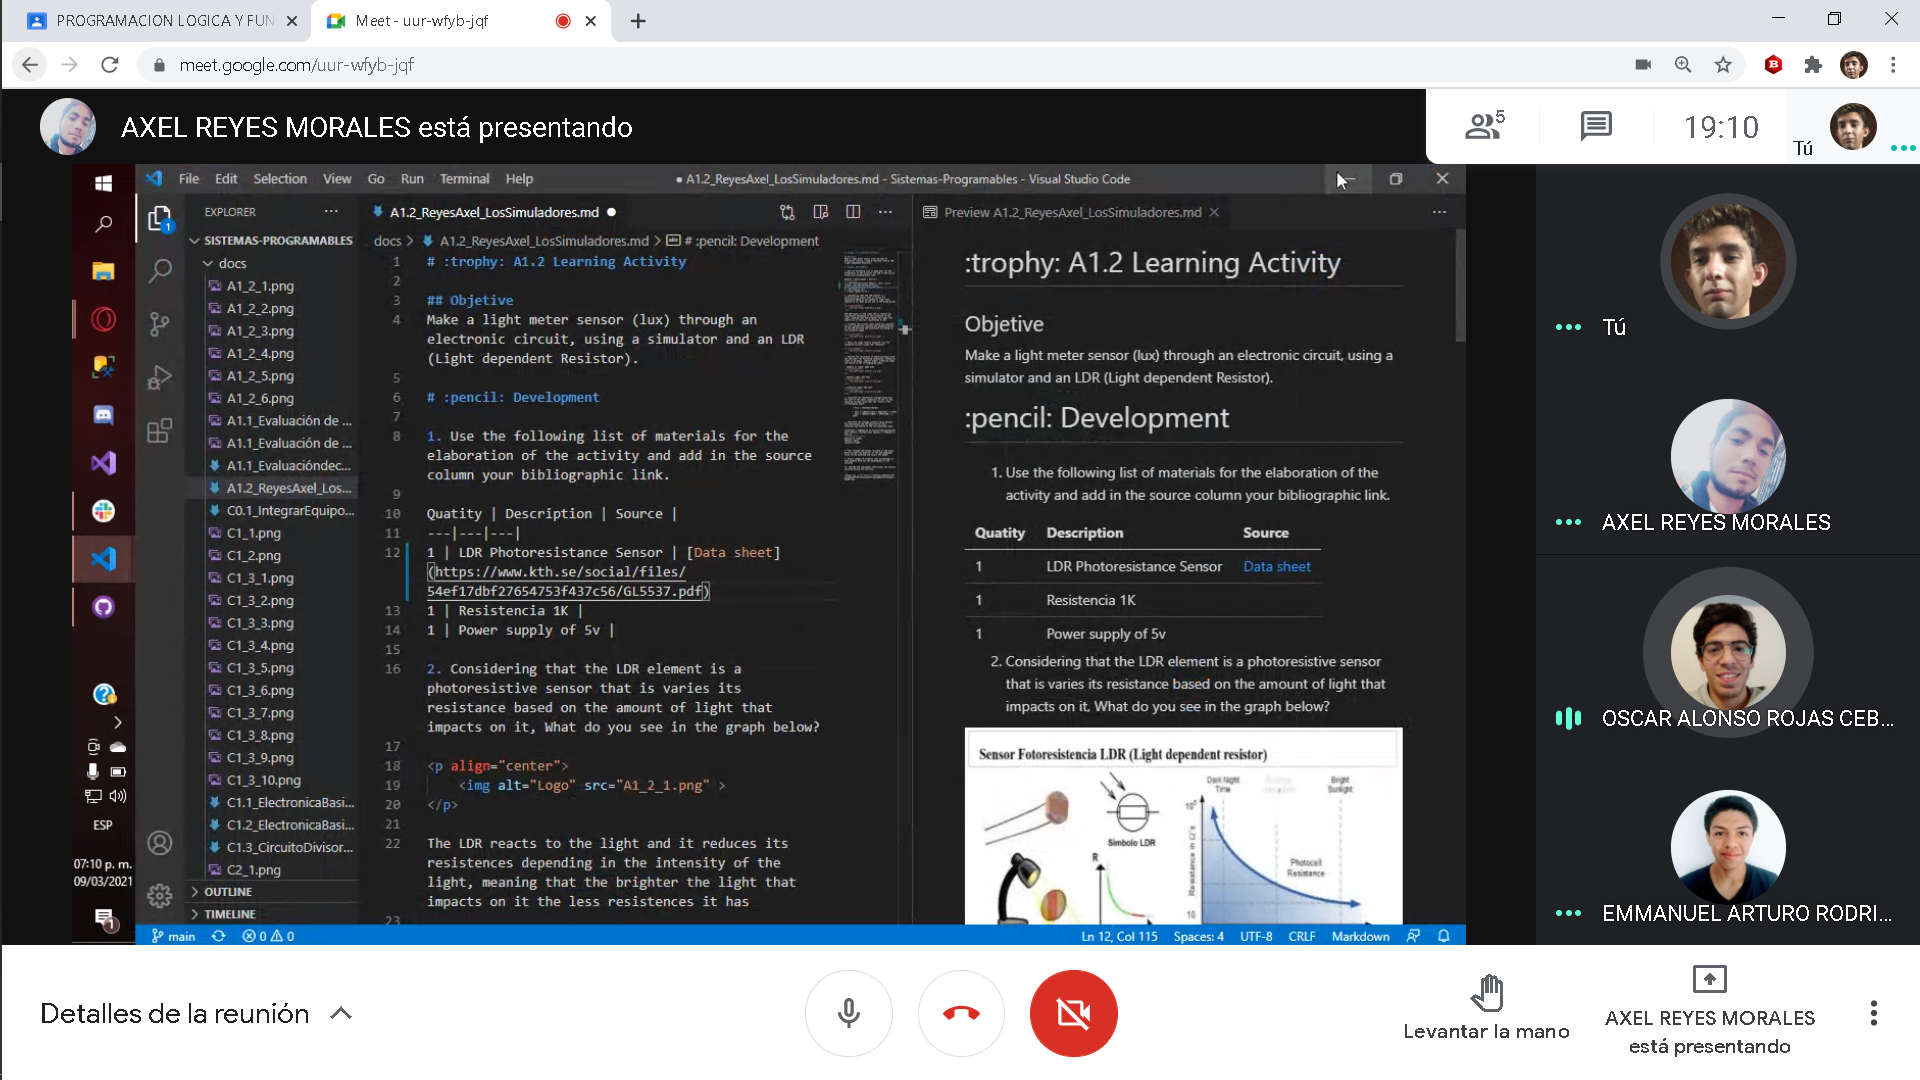 PROGRAMACION LOGICA Y FUN
Meet - uur-wfyb-jqf
meet.google.com/uur-wfyb-jqf
AXEL REYES MORALES está presentando
5
19:10
Tú
File Edit Selection View Go Run Terminal Help
● A1.2_ReyesAxel_LosSimuladores.md - Sistemas-Programables - Visual Studio Code
EXPLORER
SISTEMAS-PROGRAMABLES
docs
A1_2_1.png
A1_2_2.png
A1_2_3.png
A1_2_4.png
A1_2_5.png
A1_2_6.png
A1.1_Evaluación de ...
A1.1_Evaluación de ...
A1.1_Evaluacióndec...
A1.2_ReyesAxel_Los...
C0.1_IntegrarEquipo...
C1_1.png
C1_2.png
C1_3_1.png
C1_3_2.png
C1_3_3.png
C1_3_4.png
C1_3_5.png
C1_3_6.png
C1_3_7.png
C1_3_8.png
C1_3_9.png
C1_3_10.png
C1.1_ElectronicaBasi...
C1.2_ElectronicaBasi...
C1.3_CircuitoDivisor...
C2_1.png
OUTLINE
TIMELINE
1
ESP
07:10 p. m.
09/03/2021
1
A1.2_ReyesAxel_LosSimuladores.md ●
docs > A1.2_ReyesAxel_LosSimuladores.md > # :pencil: Development
1 # :trophy: A1.2 Learning Activity
2
3 ## Objetive
4 Make a light meter sensor (lux) through an
electronic circuit, using a simulator and an LDR
(Light dependent Resistor).
5
6 # :pencil: Development
7
8 1. Use the following list of materials for the
elaboration of the activity and add in the source
column your bibliographic link.
9
10 Quatity | Description | Source |
11 ---|---|---|
12 1 | LDR Photoresistance Sensor | [Data sheet]
(https://www.kth.se/social/files/
54ef17dbf27654753f437c56/GL5537.pdf)
13 1 | Resistencia 1K |
14 1 | Power supply of 5v |
15
16 2. Considering that the LDR element is a
photoresistive sensor that is varies its
resistance based on the amount of light that
impacts on it, What do you see in the graph below?
17
18 <p align="center">
19 <img alt="Logo" src="A1_2_1.png" >
20 </p>
21
22 The LDR reacts to the light and it reduces its
resistences depending in the intensity of the
light, meaning that the brighter the light that
impacts on it the less resistences it has
23
Preview A1.2_ReyesAxel_LosSimuladores.md
:trophy: A1.2 Learning Activity
Objetive
Make a light meter sensor (lux) through an electronic circuit, using a
simulator and an LDR (Light dependent Resistor).
:pencil: Development
1. Use the following list of materials for the elaboration of the
activity and add in the source column your bibliographic link.
Quatity Description Source
1 LDR Photoresistance Sensor Data sheet
1 Resistencia 1K
1 Power supply of 5v
2. Considering that the LDR element is a photoresistive sensor
that is varies its resistance based on the amount of light that
impacts on it, What do you see in the graph below?
Sensor Fotoresistencia LDR (Light dependent resistor)
Simbolo LDR
R
Dark Night
Time
Bright
Sunlight
Photocell
Resistance
Resistance in Ω's
10
main 0 0
Ln 12, Col 115 Spaces: 4 UTF-8 CRLF Markdown
Tú
AXEL REYES MORALES
OSCAR ALONSO ROJAS CEB...
EMMANUEL ARTURO RODRI...
Detalles de la reunión
Levantar la mano
AXEL REYES MORALES
está presentando